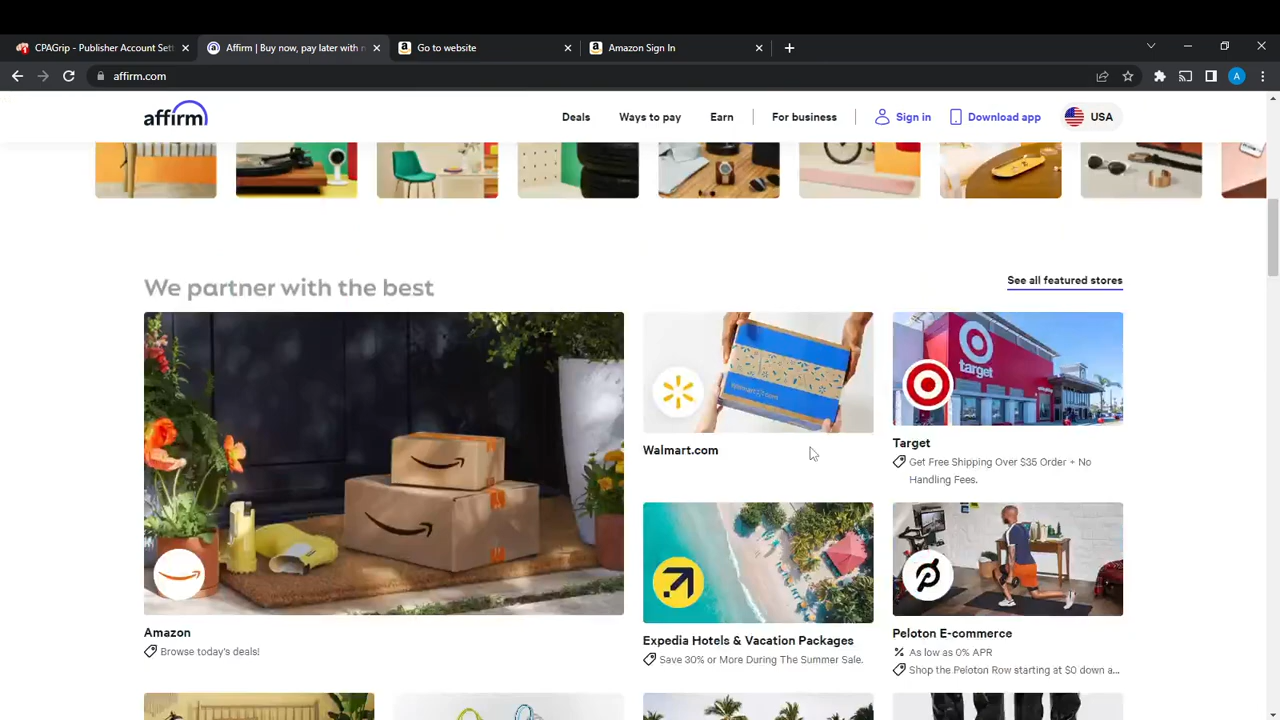 CPAGrip - Publisher Account Sett
Affirm | Buy now, pay later with n
Go to website
Amazon Sign In
affirm.com
A
affirm
Deals
Ways to pay
Earn
For business
Sign in
Download app
USA
We partner with the best
See all featured stores
target
Walmart.com
Target
Get Free Shipping Over $35 Order + No
Handling Fees.
Amazon
Browse today's deals!
Expedia Hotels & Vacation Packages
Save 30% or More During The Summer Sale.
Peloton E-commerce
As low as 0% APR
Shop the Peloton Row starting at $0 down a...